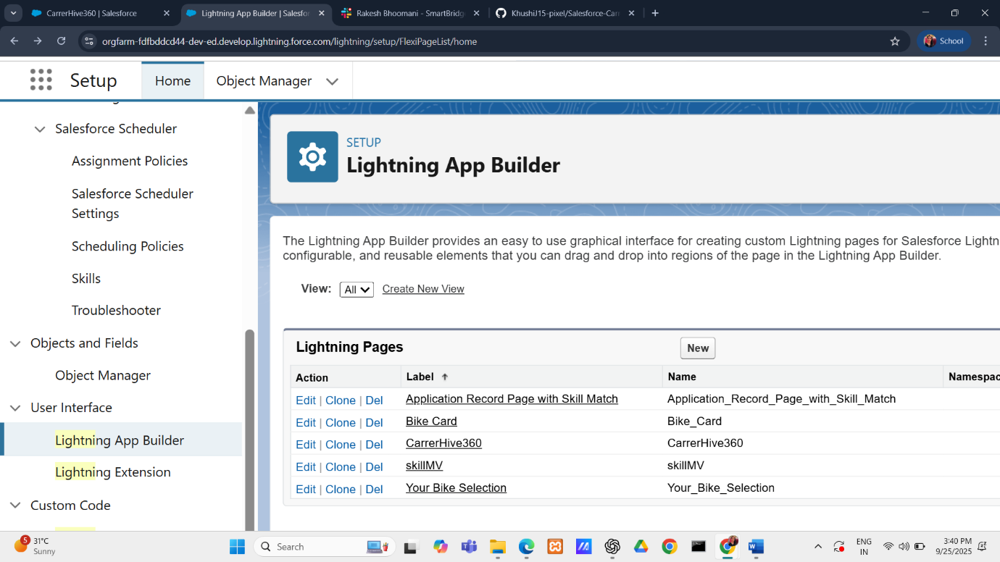 CarrerHive360 | Salesforce
Lightning App Builder | Salesfor
Rakesh Bhoomani - SmartBridge
KhushiJ15-pixel/Salesforce-Carr
orgfarm-fdfbddcd44-dev-ed.develop.lightning.force.com/lightning/setup/FlexiPageList/home
School
Setup
Home
Object Manager
Salesforce Scheduler
Assignment Policies
Salesforce Scheduler
Settings
Scheduling Policies
Skills
Troubleshooter
Objects and Fields
Object Manager
User Interface
Lightning App Builder
Lightning Extension
Custom Code
SETUP
Lightning App Builder
The Lightning App Builder provides an easy to use graphical interface for creating custom Lightning pages for Salesforce Lightn
configurable, and reusable elements that you can drag and drop into regions of the page in the Lightning App Builder.
View: All Create New View
Lightning Pages New
Action Label Name Namespac
Edit | Clone | Del Application Record Page with Skill Match Application_Record_Page_with_Skill_Match
Edit | Clone | Del Bike Card Bike_Card
Edit | Clone | Del CarrerHive360 CarrerHive360
Edit | Clone | Del skillMV skillMV
Edit | Clone | Del Your Bike Selection Your_Bike_Selection
5
31°C
Sunny
Search
ENG
IN
3:40 PM
9/25/2025